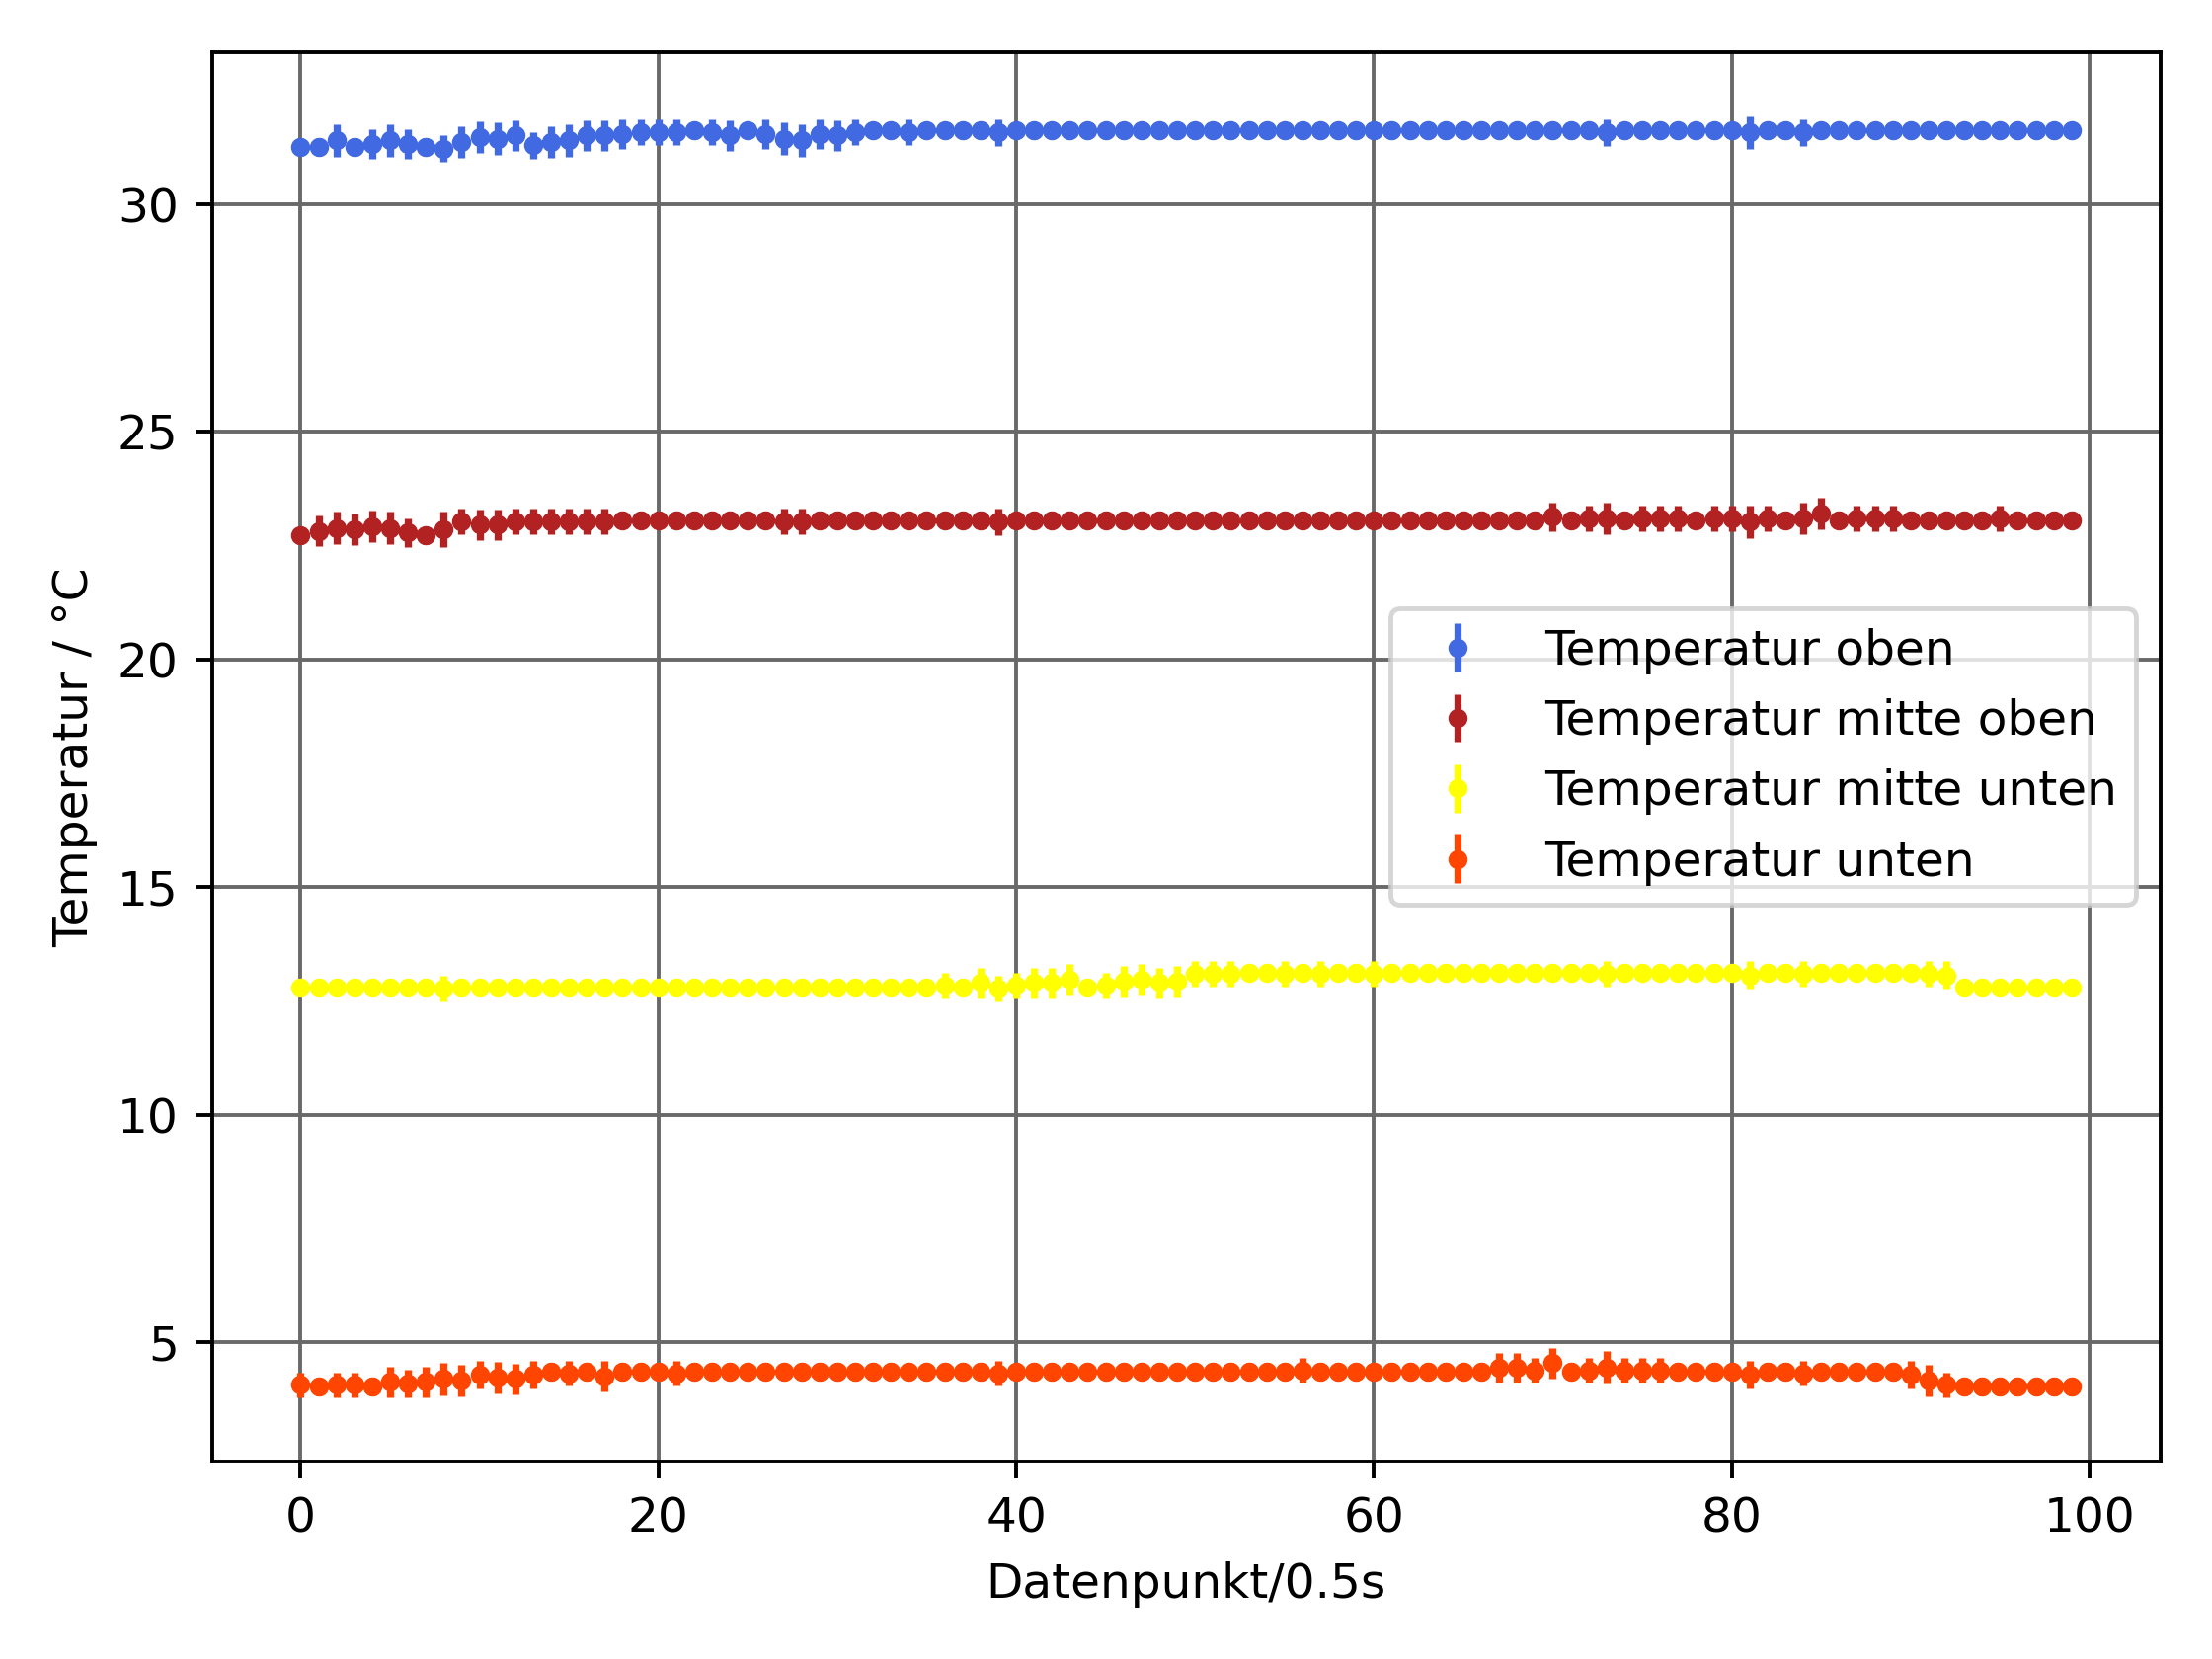 30
25
20
15
10
5
Temperatur / °C
Temperatur oben
Temperatur mitte oben
Temperatur mitte unten
Temperatur unten
0 20 40 60 80 100
Datenpunkt/0.5s